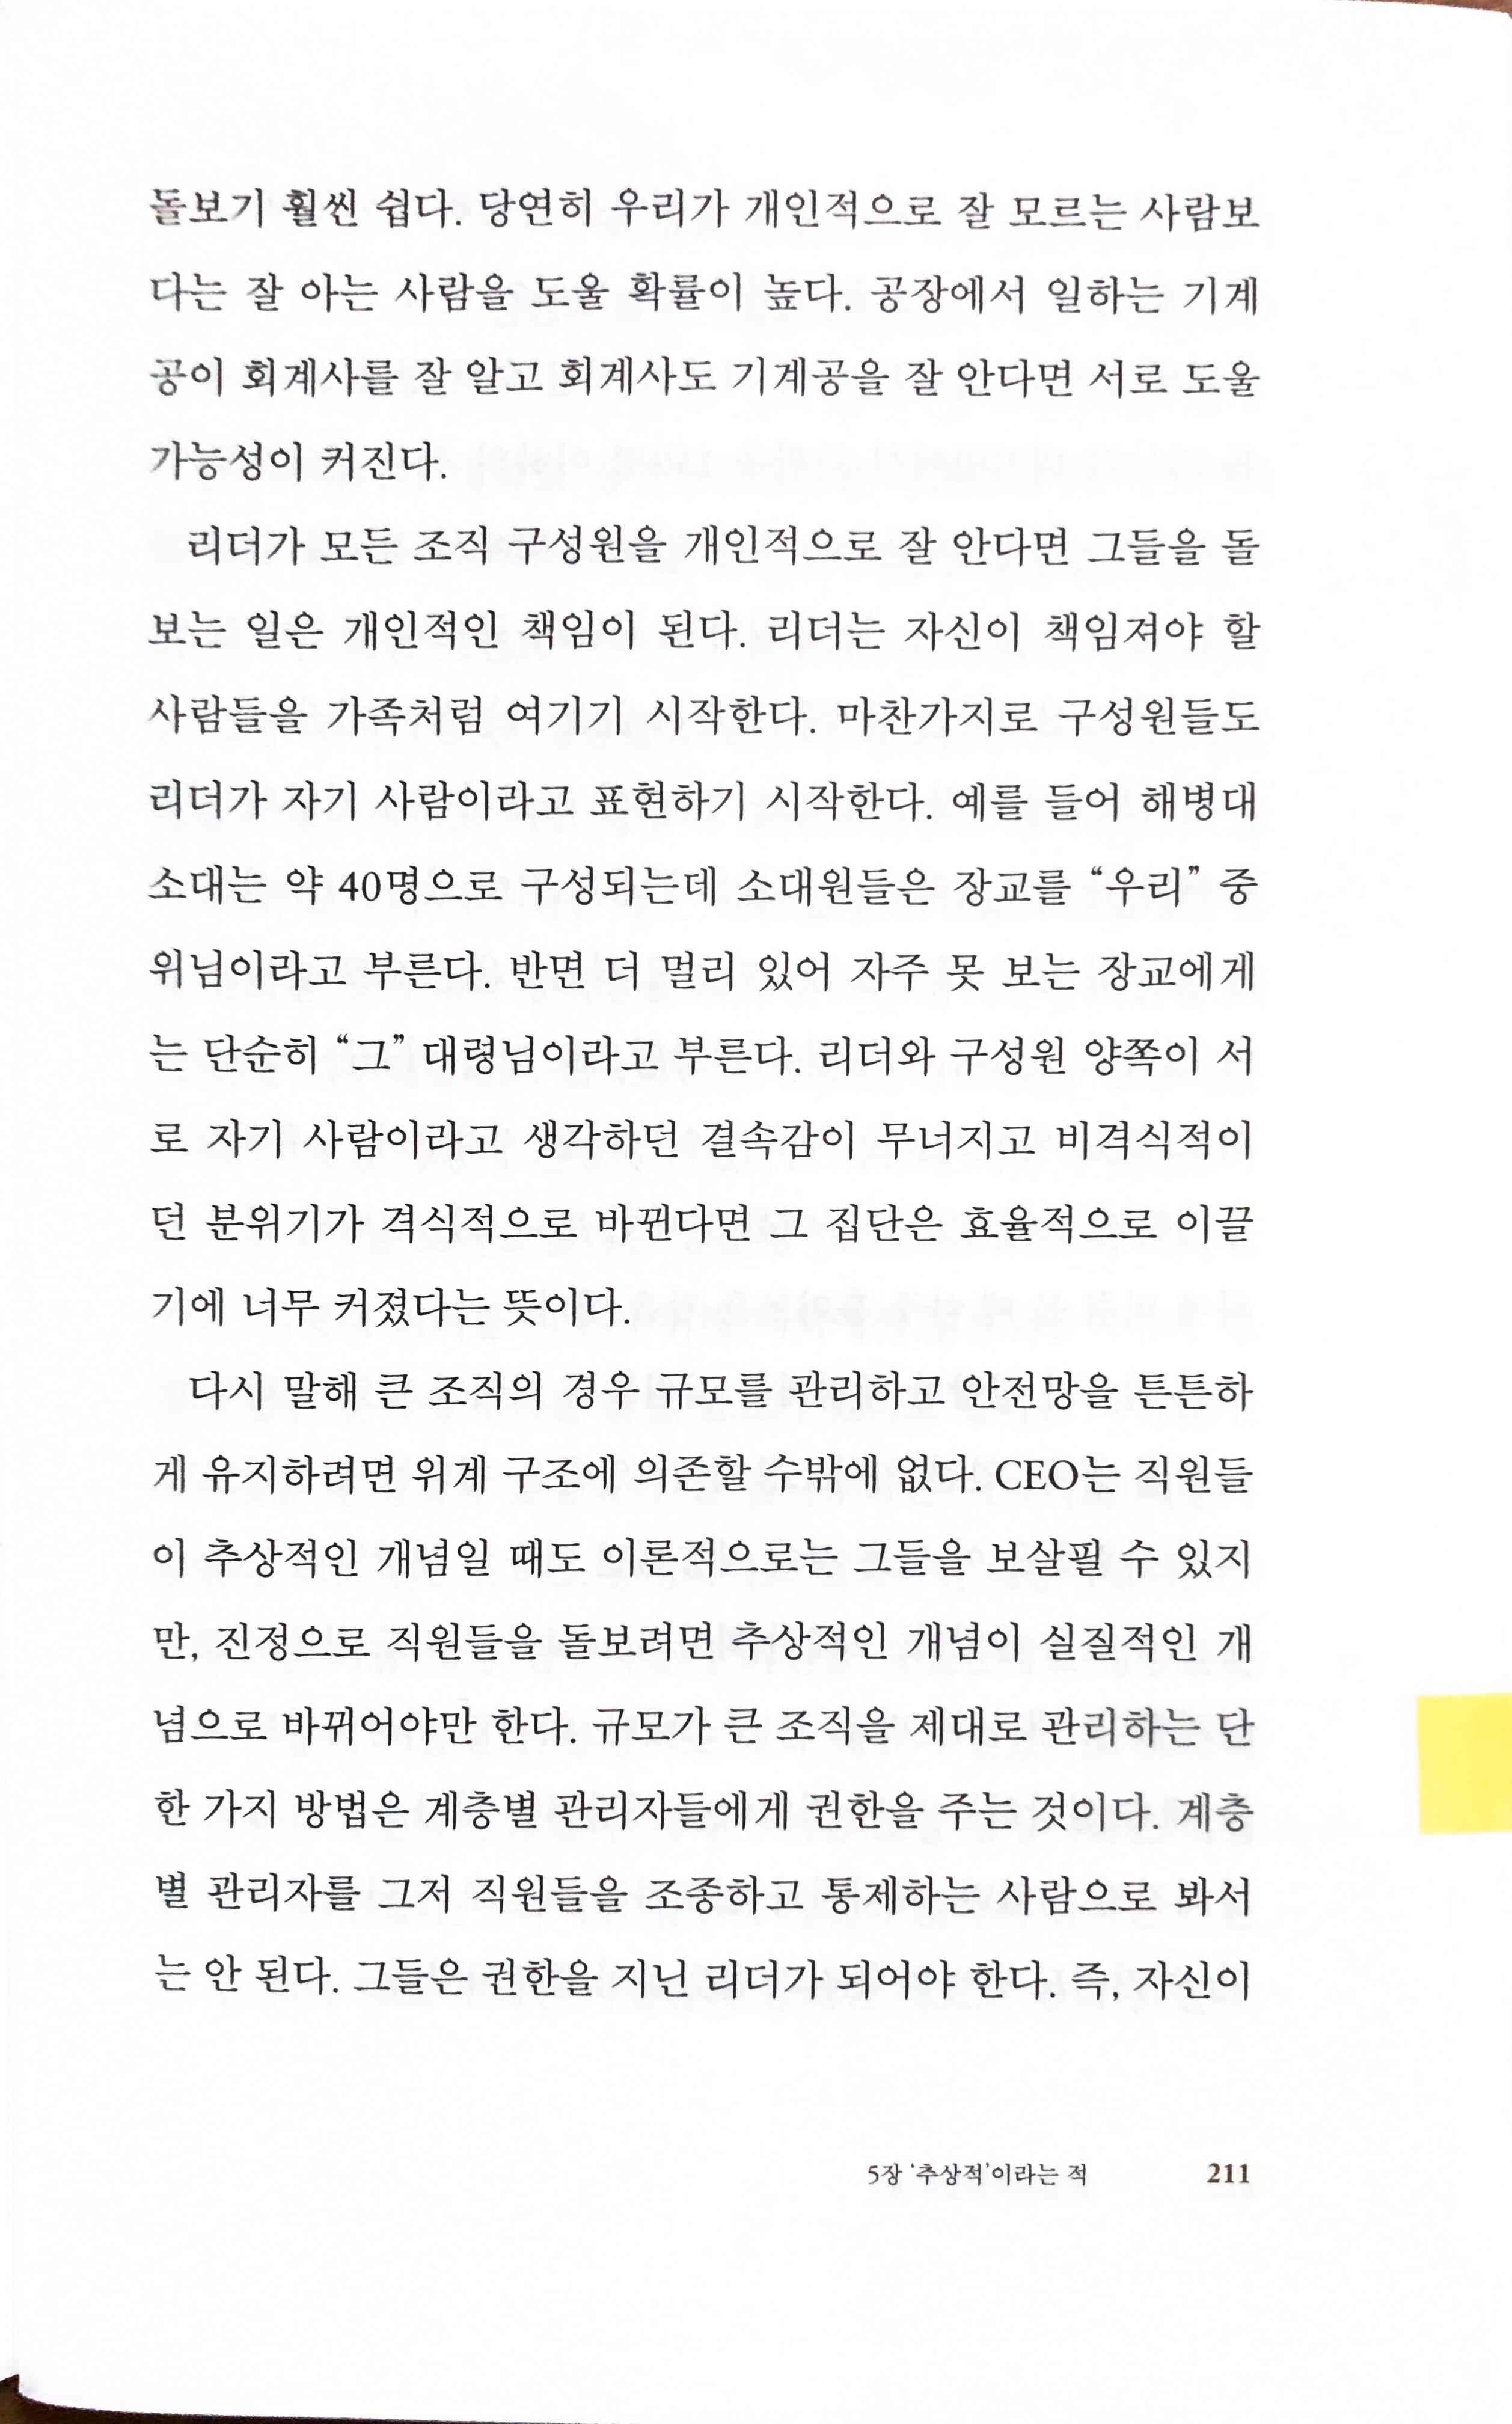 돌보기 훨씬 쉽다. 당연히 우리가 개인적으로 잘 모르는 사람보
다는 잘 아는 사람을 도울 확률이 높다. 공장에서 일하는 기계
공이 회계사를 잘 알고 회계사도 기계공을 잘 안다면 서로 도울
가능성이 커진다.
리더가 모든 조직 구성원을 개인적으로 잘 안다면 그들을 돌
보는 일은 개인적인 책임이 된다. 리더는 자신이 책임져야 할
사람들을 가족처럼 여기기 시작한다. 마찬가지로 구성원들도
리더가 자기 사람이라고 표현하기 시작한다. 예를 들어 해병대
소대는 약 40명으로 구성되는데 소대원들은 장교를 “우리” 중
위님이라고 부른다. 반면 더 멀리 있어 자주 못 보는 장교에게
는 단순히 “그” 대령님이라고 부른다. 리더와 구성원 양쪽이 서
로 자기 사람이라고 생각하던 결속감이 무너지고 비격식적이
던 분위기가 격식적으로 바뀐다면 그 집단은 효율적으로 이끌
기에 너무 커졌다는 뜻이다.
다시 말해 큰 조직의 경우 규모를 관리하고 안전망을 튼튼하
게 유지하려면 위계 구조에 의존할 수밖에 없다. CEO는 직원들
이 추상적인 개념일 때도 이론적으로는 그들을 보살필 수 있지
만, 진정으로 직원들을 돌보려면 추상적인 개념이 실질적인 개
념으로 바뀌어야만 한다. 규모가 큰 조직을 제대로 관리하는 단
한 가지 방법은 계층별 관리자들에게 권한을 주는 것이다. 계층
별 관리자를 그저 직원들을 조종하고 통제하는 사람으로 봐서
는 안 된다. 그들은 권한을 지닌 리더가 되어야 한다. 즉, 자신이
5장 ‘추상적’이라는 적 211